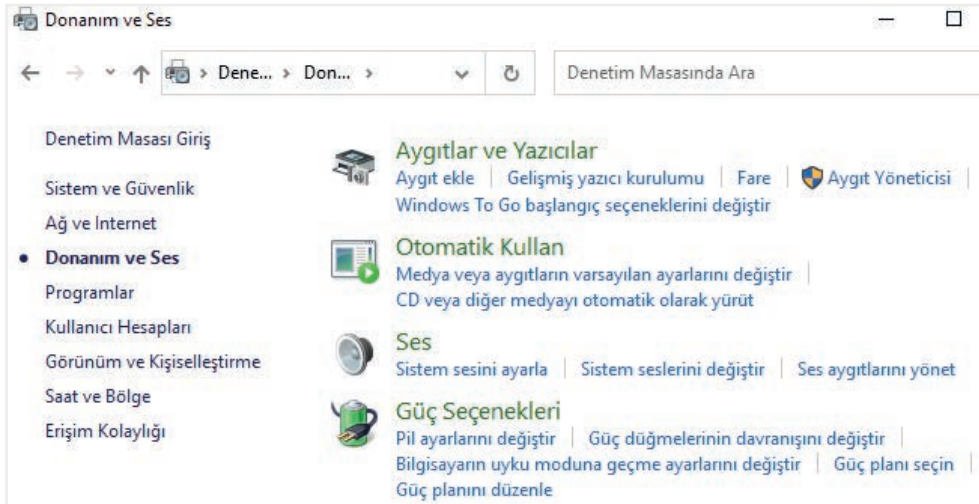 Donanım ve Ses
Dene... Don...
Denetim Masasında Ara
Denetim Masası Giriş
Sistem ve Güvenlik
Ağ ve Internet
Donanım ve Ses
Programlar
Kullanıcı Hesapları
Görünüm ve Kişiselleştirme
Saat ve Bölge
Erişim Kolaylığı
Aygıtlar ve Yazıcılar
Aygıt ekle Gelişmiş yazıcı kurulumu Fare Aygıt Yöneticisi
Windows To Go başlangıç seçeneklerini değiştir
Otomatik Kullan
Medya veya aygıtların varsayılan ayarlarını değiştir
CD veya diğer medyayı otomatik olarak yürüt
Ses
Sistem sesini ayarla Sistem seslerini değiştir Ses aygıtlarını yönet
Güç Seçenekleri
Pil ayarlarını değiştir Güç düğmelerinin davranışını değiştir
Bilgisayarın uyku moduna geçme ayarlarını değiştir Güç planı seçin
Güç planını düzenle